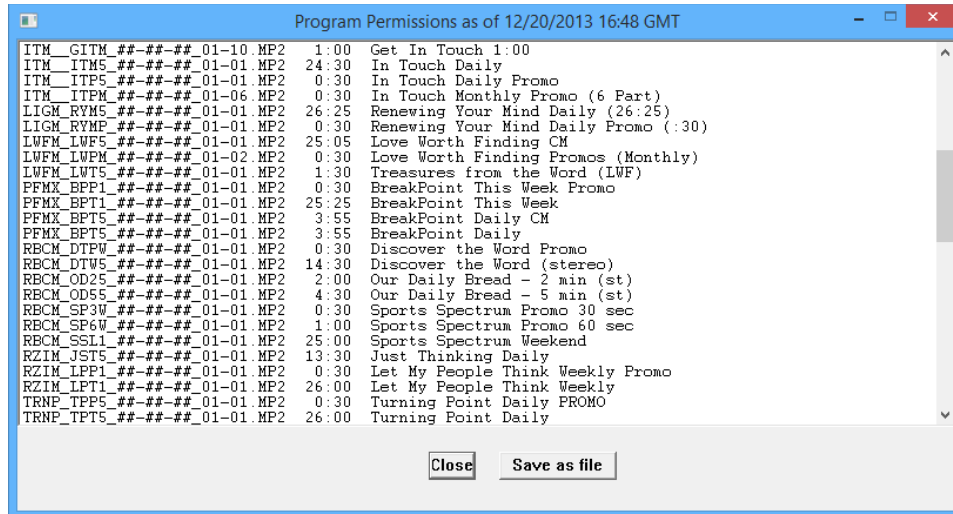 Program Permissions as of 12/20/2013 16:48 GMT
ITM__GITM_##-##-##_01-10.MP2 1:00 Get In Touch 1:00
ITM__ITM5_##-##-##_01-01.MP2 24:30 In Touch Daily
ITM__ITP5_##-##-##_01-01.MP2 0:30 In Touch Daily Promo
ITM__ITPM_##-##-##_01-06.MP2 0:30 In Touch Monthly Promo (6 Part)
LIGM_RYM5_##-##-##_01-01.MP2 26:25 Renewing Your Mind Daily (26:25)
LIGM_RYMP_##-##-##_01-01.MP2 0:30 Renewing Your Mind Daily Promo (:30)
LWFM_LWF5_##-##-##_01-01.MP2 25:05 Love Worth Finding CM
LWFM_LWPM_##-##-##_01-02.MP2 0:30 Love Worth Finding Promos (Monthly)
LWFM_LWT5_##-##-##_01-01.MP2 1:30 Treasures from the Word (LWF)
PFMX_BPP1_##-##-##_01-01.MP2 0:30 BreakPoint This Week Promo
PFMX_BPT1_##-##-##_01-01.MP2 25:25 BreakPoint This Week
PFMX_BPT5_##-##-##_01-01.MP2 3:55 BreakPoint Daily CM
PFMX_BPT5_##-##-##_01-01.MP2 3:55 BreakPoint Daily
RBCM_DTPW_##-##-##_01-01.MP2 0:30 Discover the Word Promo
RBCM_DTW5_##-##-##_01-01.MP2 14:30 Discover the Word (stereo)
RBCM_OD25_##-##-##_01-01.MP2 2:00 Our Daily Bread - 2 min (st)
RBCM_OD55_##-##-##_01-01.MP2 4:30 Our Daily Bread - 5 min (st)
RBCM_SP3W_##-##-##_01-01.MP2 0:30 Sports Spectrum Promo 30 sec
RBCM_SP6W_##-##-##_01-01.MP2 1:00 Sports Spectrum Promo 60 sec
RBCM_SSL1_##-##-##_01-01.MP2 25:00 Sports Spectrum Weekend
RZIM_JST5_##-##-##_01-01.MP2 13:30 Just Thinking Daily
RZIM_LPP1_##-##-##_01-01.MP2 0:30 Let My People Think Weekly Promo
RZIM_LPT1_##-##-##_01-01.MP2 26:00 Let My People Think Weekly
TRNP_TPP5_##-##-##_01-01.MP2 0:30 Turning Point Daily PROMO
TRNP_TPT5_##-##-##_01-01.MP2 26:00 Turning Point Daily
Close Save as file